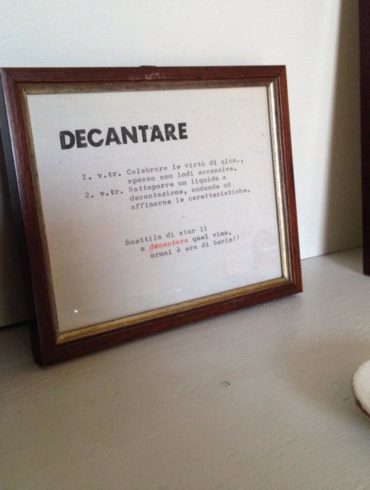 DECANTARE
1. v.tr. Celebrare le virtù di qlcn.,
spesso con lodi eccessive.
2. v.tr. Sottoporre un liquido a
decantazione, andando ad
affinarne le caratteristiche.
Smettila di star lì
a decantare quel vino,
ormai è ora di berlo!!